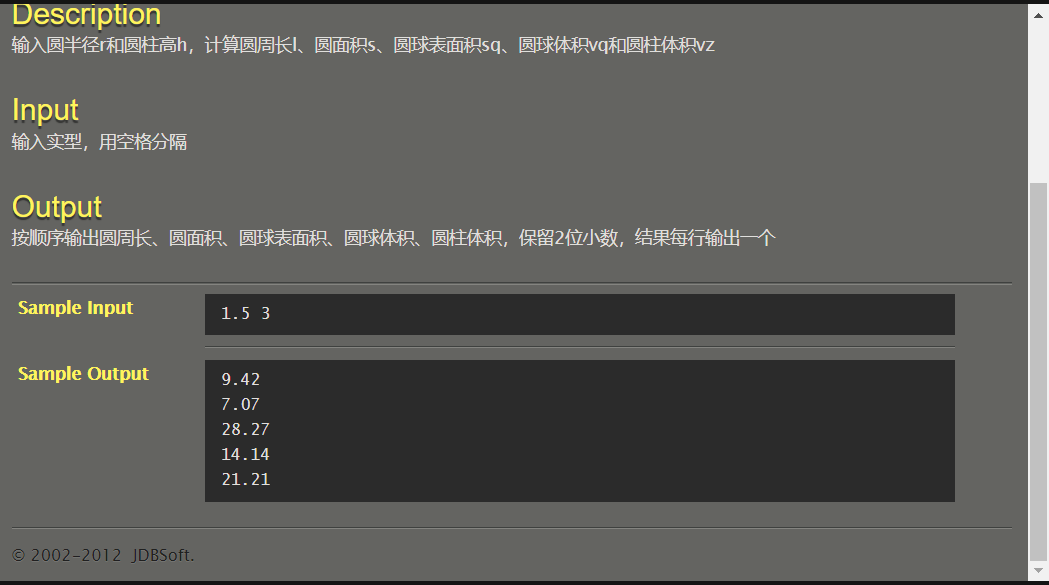 Description
输入圆半径r和圆柱高h，计算圆周长l、圆面积s、圆球表面积sq、圆球体积vq和圆柱体积vz
Input
输入实型，用空格分隔
Output
按顺序输出圆周长、圆面积、圆球表面积、圆球体积、圆柱体积，保留2位小数，结果每行输出一个
Sample Input
1.5 3
Sample Output
9.42
7.07
28.27
14.14
21.21
© 2002-2012 JDBSoft.